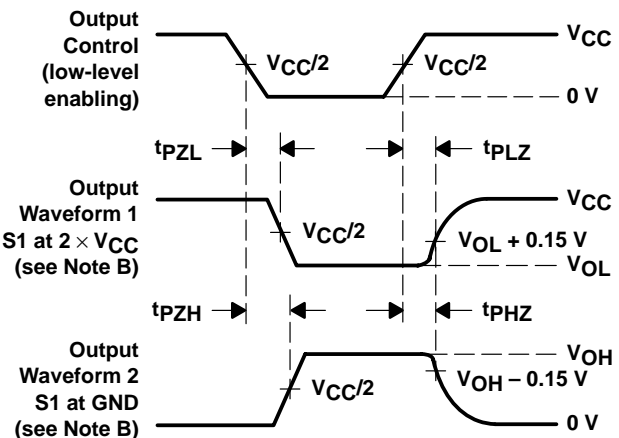 Output
Control
(low-level
enabling)
VCC/2
VCC/2
VCC
0 V
tPZL
tPLZ
Output
Waveform 1
S1 at 2 × VCC
(see Note B)
VCC/2
VCC
VOL + 0.15 V
VOL
tPZH
tPHZ
Output
Waveform 2
S1 at GND
(see Note B)
VCC/2
VOH
VOH – 0.15 V
0 V